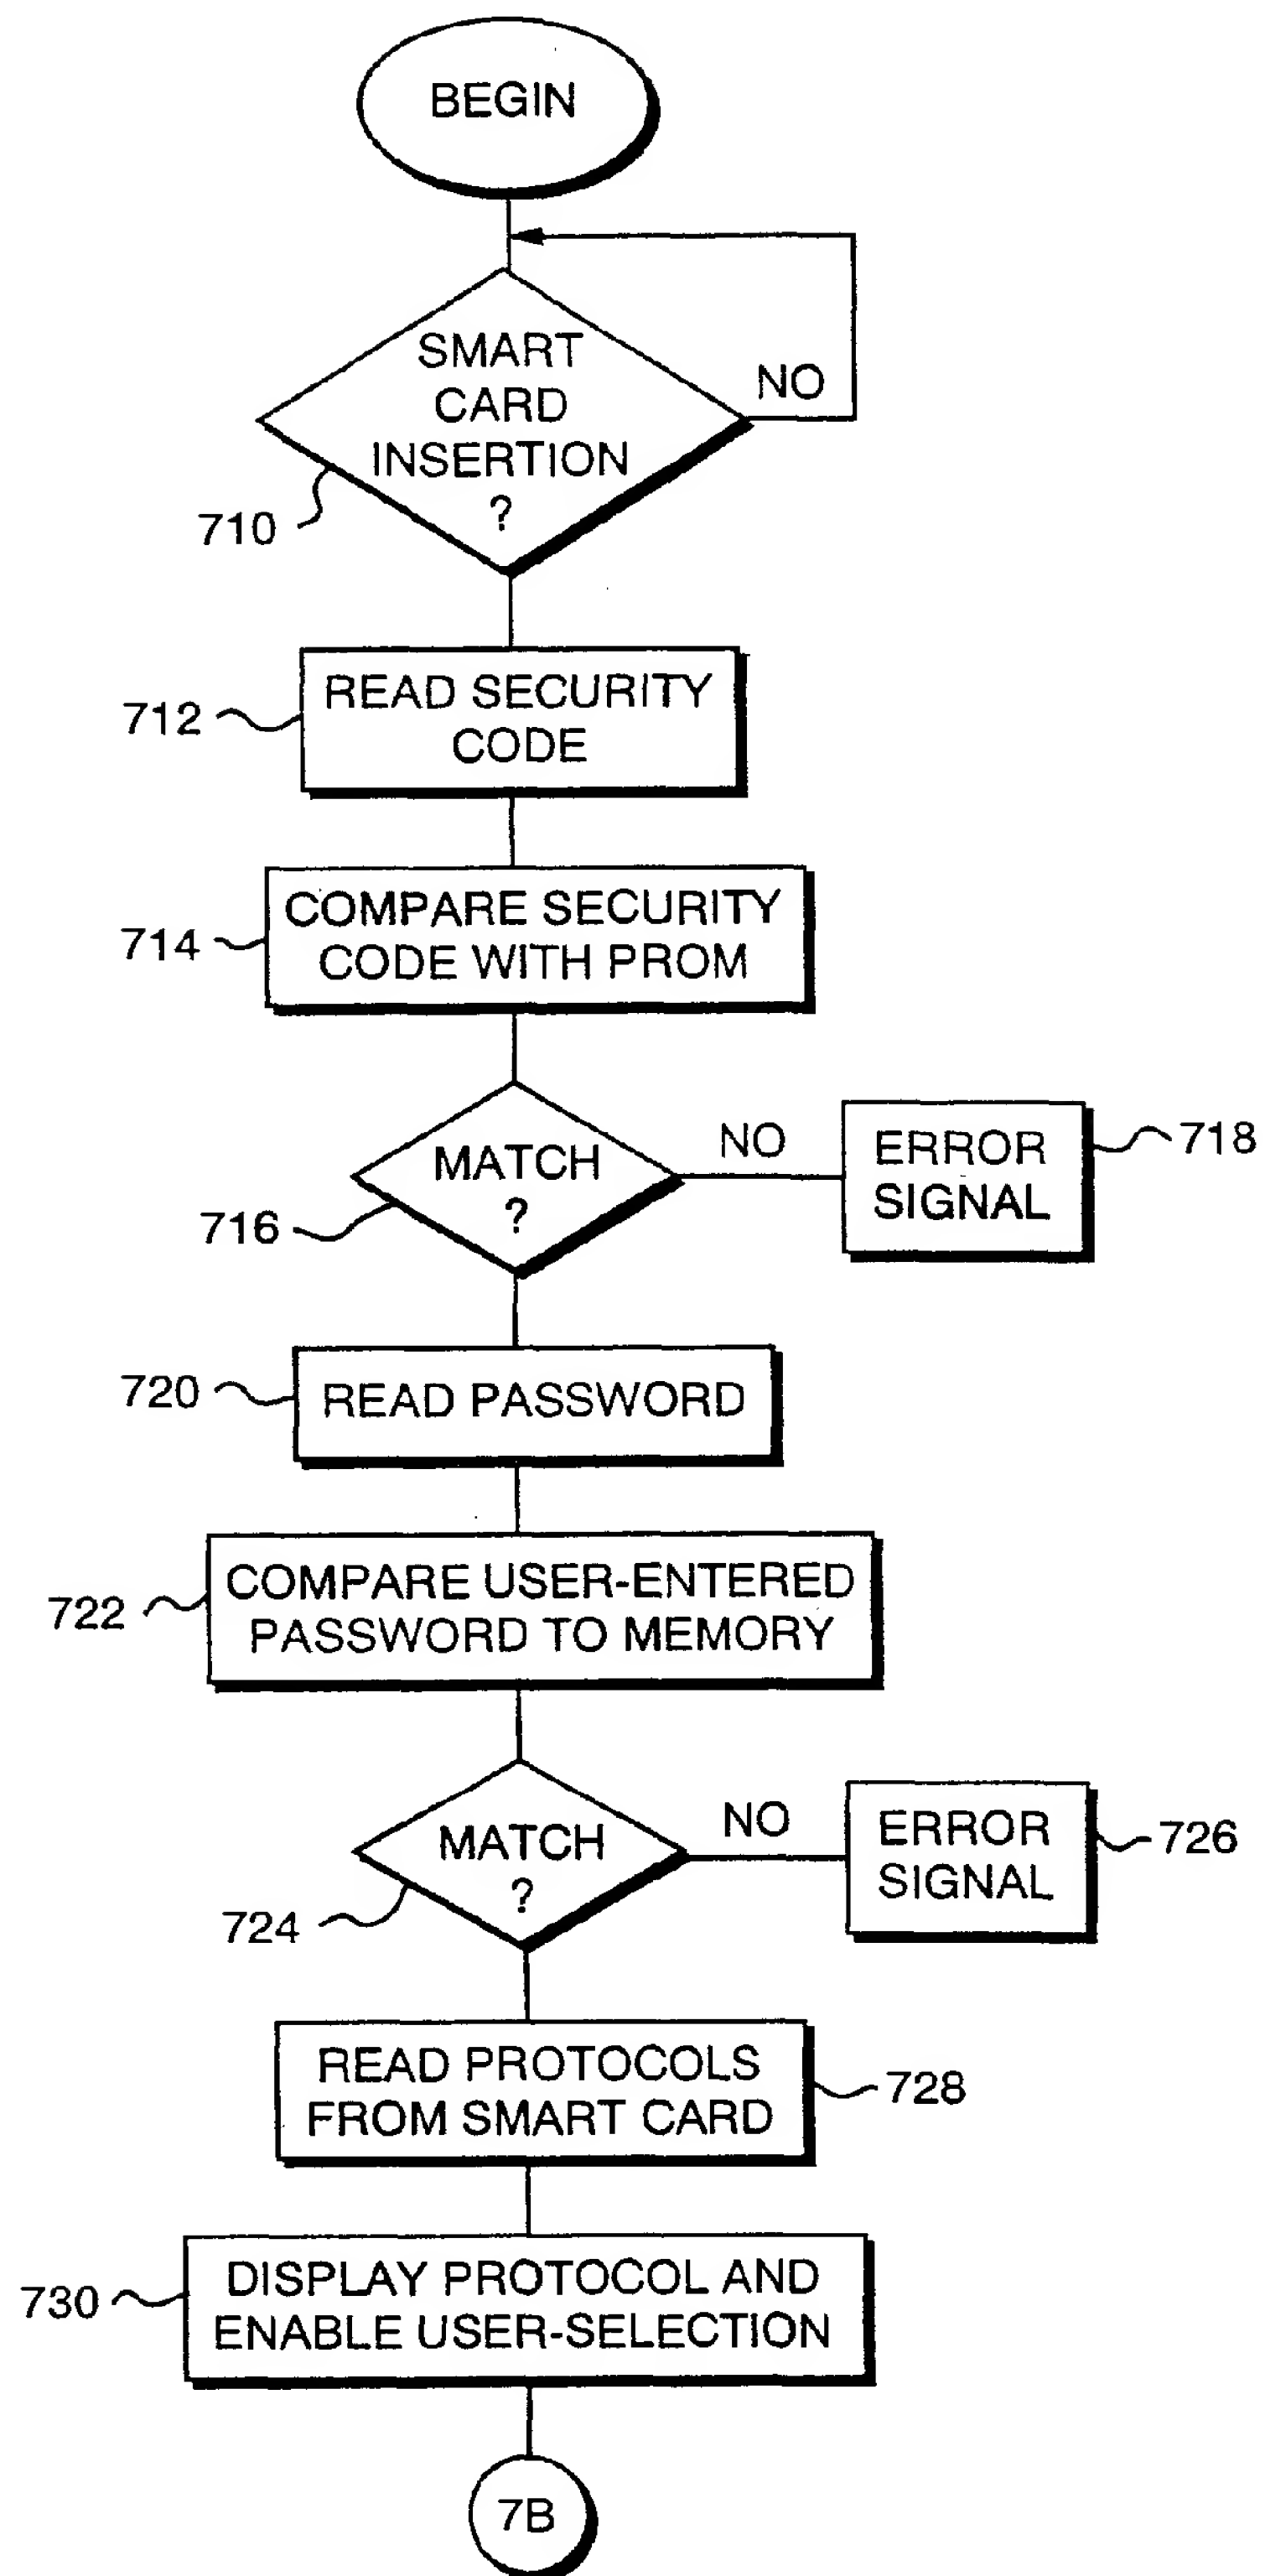 BEGIN
SMART
CARD
INSERTION
?
NO
710
READ SECURITY
CODE
712
COMPARE SECURITY
CODE WITH PROM
714
MATCH
?
NO
716
ERROR
SIGNAL
718
READ PASSWORD
720
COMPARE USER-ENTERED
PASSWORD TO MEMORY
722
MATCH
?
NO
724
ERROR
SIGNAL
726
READ PROTOCOLS
FROM SMART CARD
728
DISPLAY PROTOCOL AND
ENABLE USER-SELECTION
730
7B